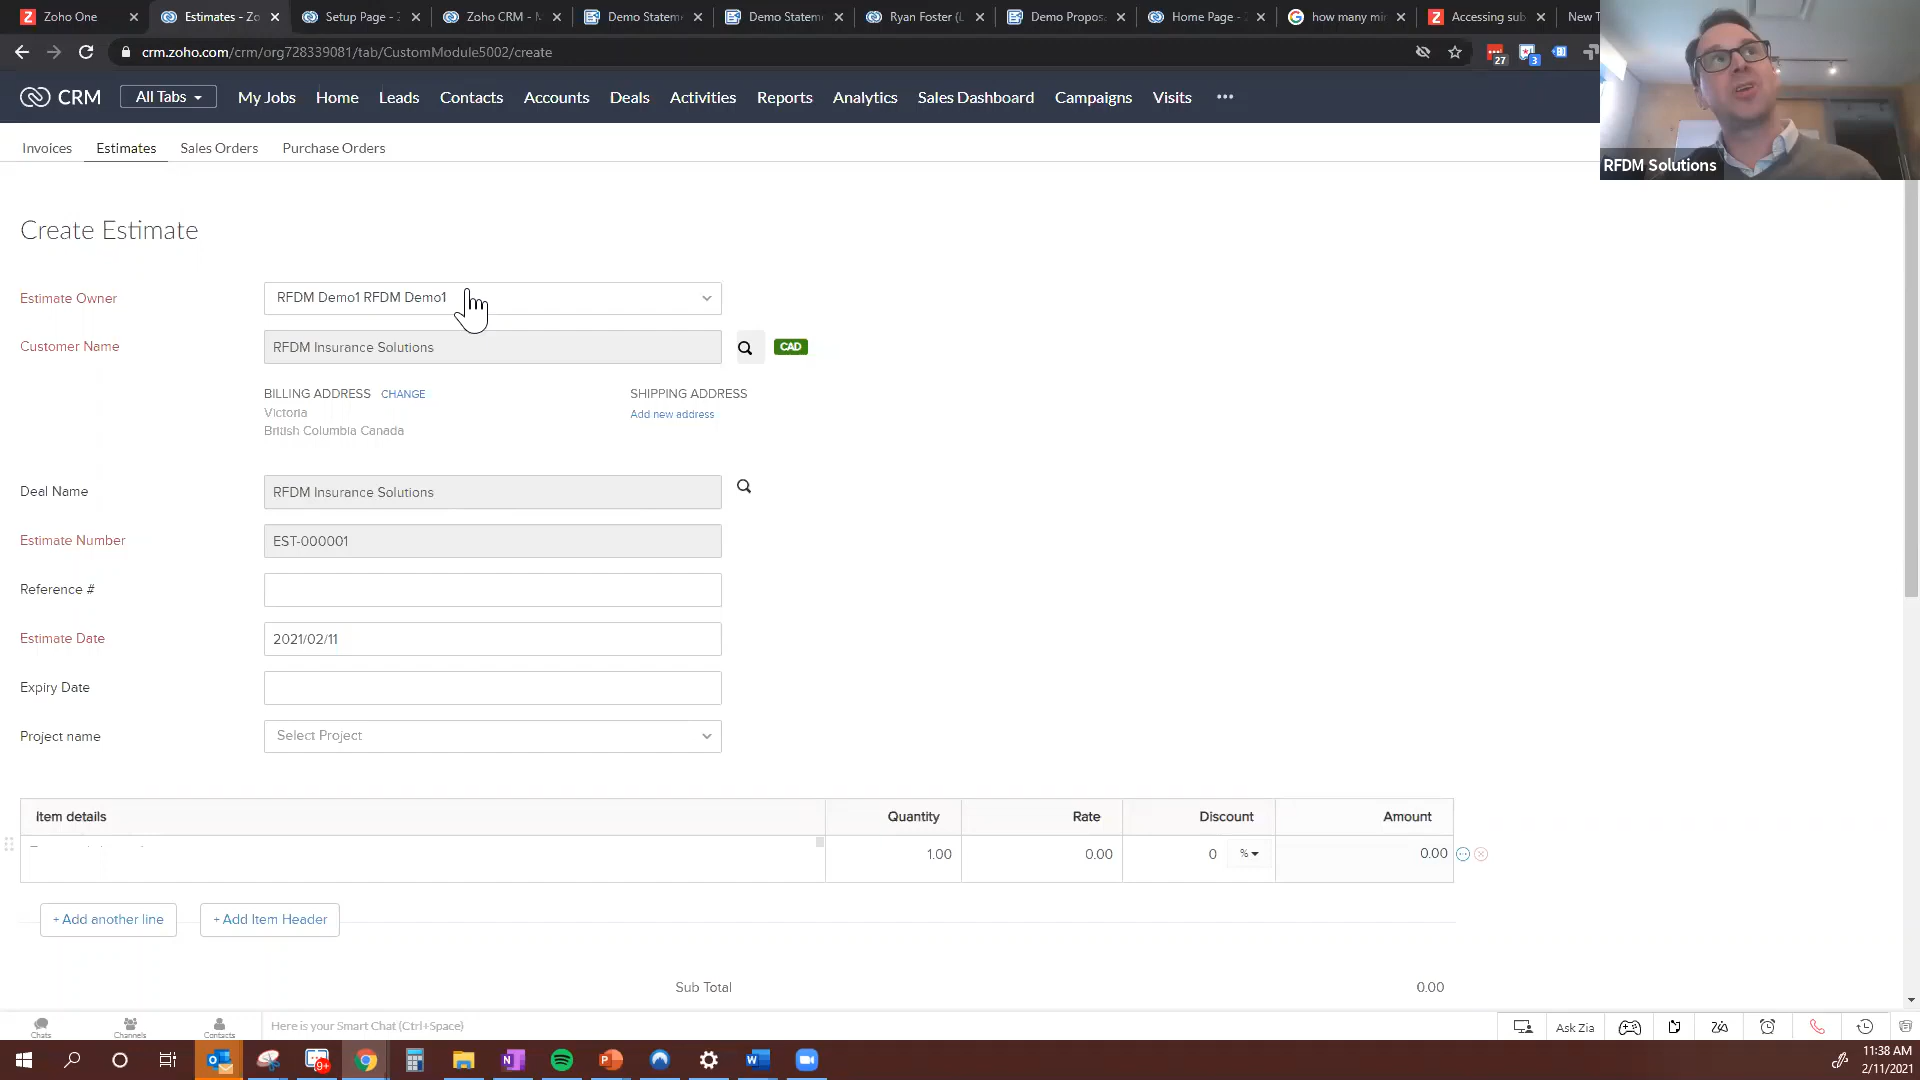 Zoho One
Estimates - Zo
Setup Page - Z
Zoho CRM - M
Demo Statem
Demo Statem
Ryan Foster (L
Demo Propos
Home Page - Z
how many mi
Accessing sub
New T
crm.zoho.com/crm/org728339081/tab/CustomModule5002/create
27
3
CRM
All Tabs
My Jobs
Home
Leads
Contacts
Accounts
Deals
Activities
Reports
Analytics
Sales Dashboard
Campaigns
Visits
RFDM Solutions
Invoices
Estimates
Sales Orders
Purchase Orders
Create Estimate
Estimate Owner
RFDM Demo1 RFDM Demo1
Customer Name
RFDM Insurance Solutions
CAD
BILLING ADDRESS CHANGE
SHIPPING ADDRESS
Victoria
Add new address
British Columbia Canada
Deal Name
RFDM Insurance Solutions
Estimate Number
EST-000001
Reference #
Estimate Date
2021/02/11
Expiry Date
Project name
Select Project
Item details
Quantity
Rate
Discount
Amount
1.00
0.00
0
%
0.00
+ Add another line
+ Add Item Header
Sub Total
0.00
Chats
Channels
Contacts
Here is your Smart Chat (Ctrl+Space)
Ask Zia
9+
11:38 AM
2/11/2021